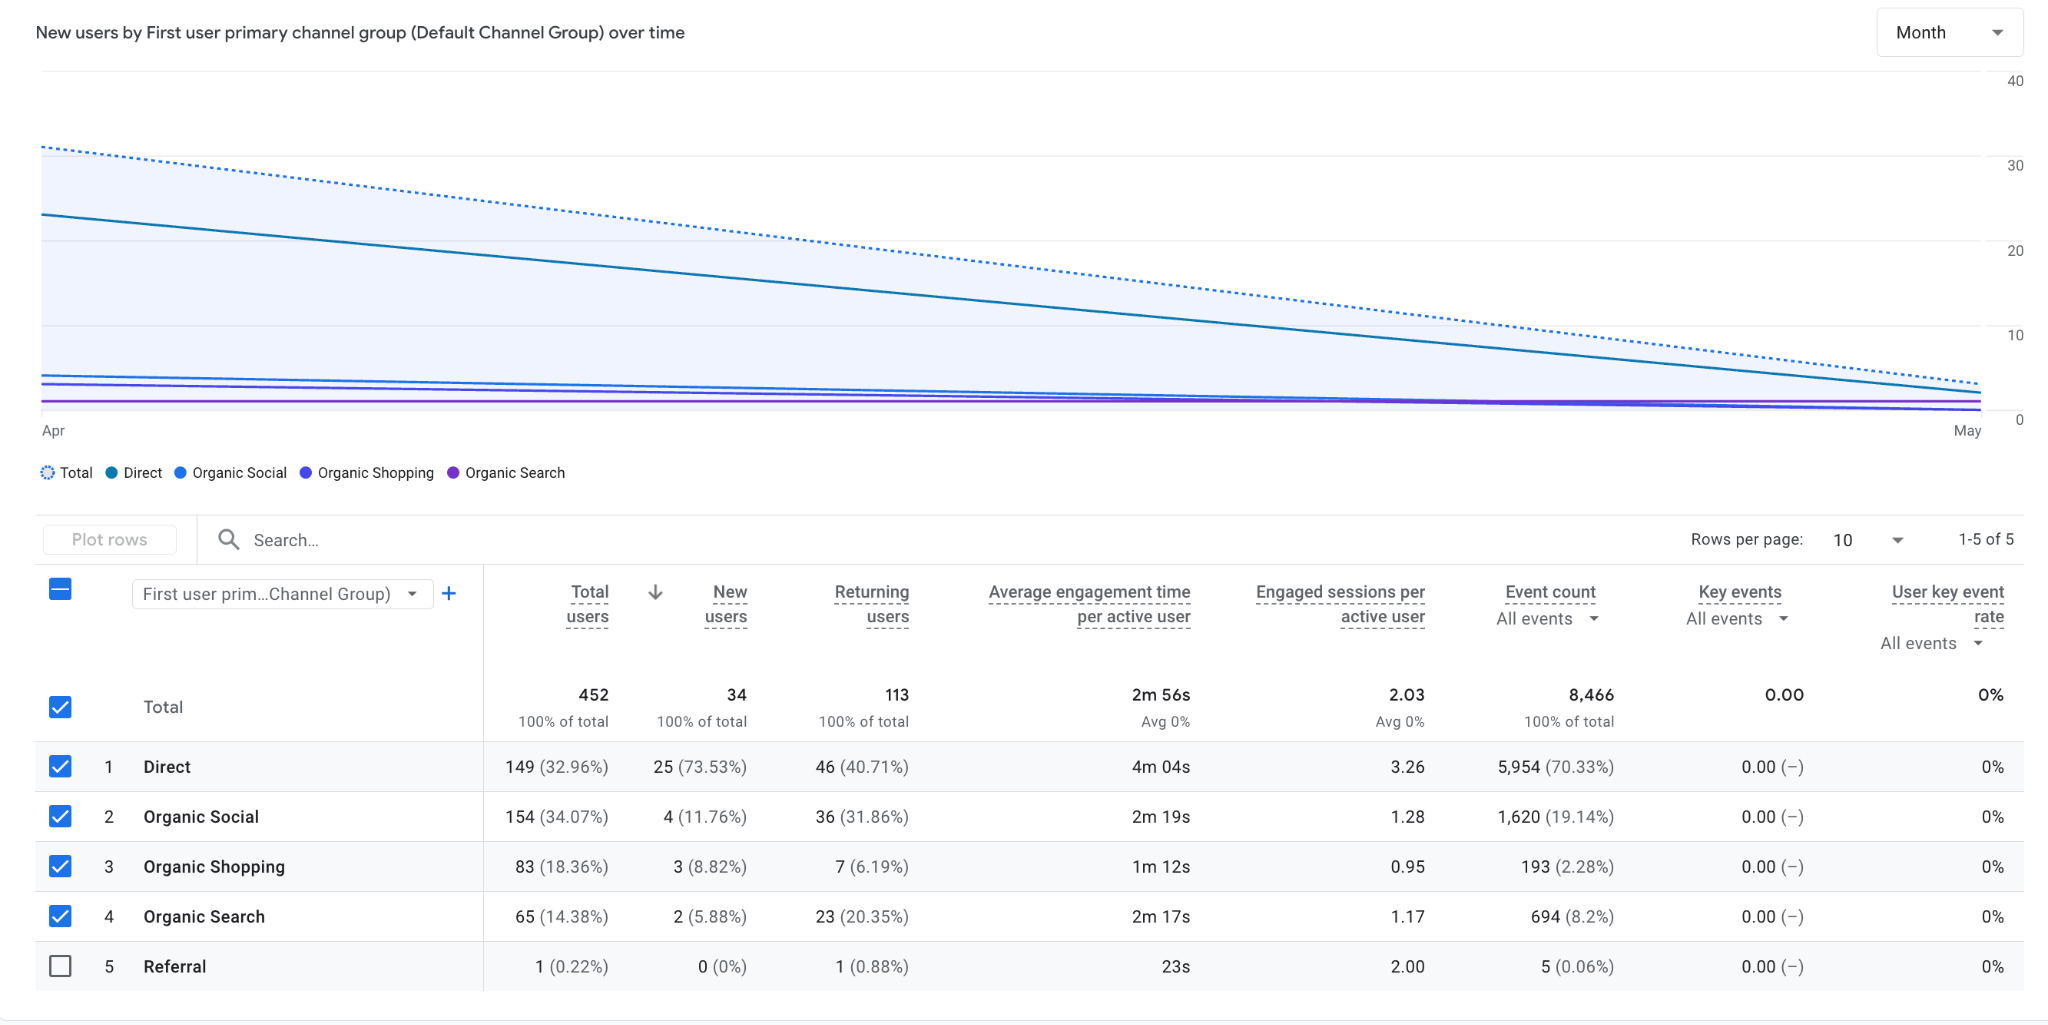 New users by First user primary channel group (Default Channel Group) over time
Month
40
30
20
10
0
Apr
May
Total Direct Organic Social Organic Shopping Organic Search
Plot rows
Search...
Rows per page: 10 1-5 of 5
First user prim...Channel Group) +
Total users
New users
Returning users
Average engagement time per active user
Engaged sessions per active user
Event count
All events
Key events
All events
User key event rate
All events
Total 452 34 113 2m 56s 2.03 8,466 0.00 0%
100% of total 100% of total 100% of total Avg 0% Avg 0% 100% of total
1 Direct 149 (32.96%) 25 (73.53%) 46 (40.71%) 4m 04s 3.26 5,954 (70.33%) 0.00 (–) 0%
2 Organic Social 154 (34.07%) 4 (11.76%) 36 (31.86%) 2m 19s 1.28 1,620 (19.14%) 0.00 (–) 0%
3 Organic Shopping 83 (18.36%) 3 (8.82%) 7 (6.19%) 1m 12s 0.95 193 (2.28%) 0.00 (–) 0%
4 Organic Search 65 (14.38%) 2 (5.88%) 23 (20.35%) 2m 17s 1.17 694 (8.2%) 0.00 (–) 0%
5 Referral 1 (0.22%) 0 (0%) 1 (0.88%) 23s 2.00 5 (0.06%) 0.00 (–) 0%